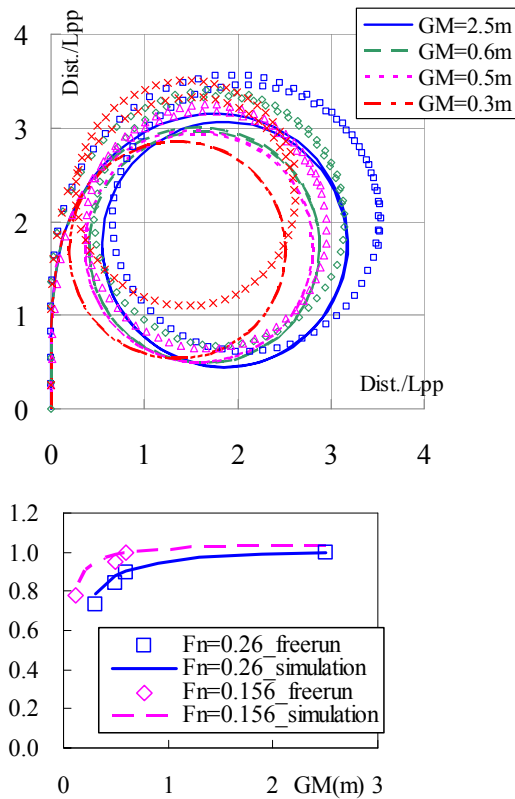 Dist./Lpp
GM=2.5m
GM=0.6m
GM=0.5m
GM=0.3m
4
3
2
1
0
Dist./Lpp
0 1 2 3 4
1.2
1.0
0.8
0.6
0.4
0.2
0.0
Fn=0.26_freerun
Fn=0.26_simulation
Fn=0.156_freerun
Fn=0.156_simulation
0 1 2 GM(m) 3